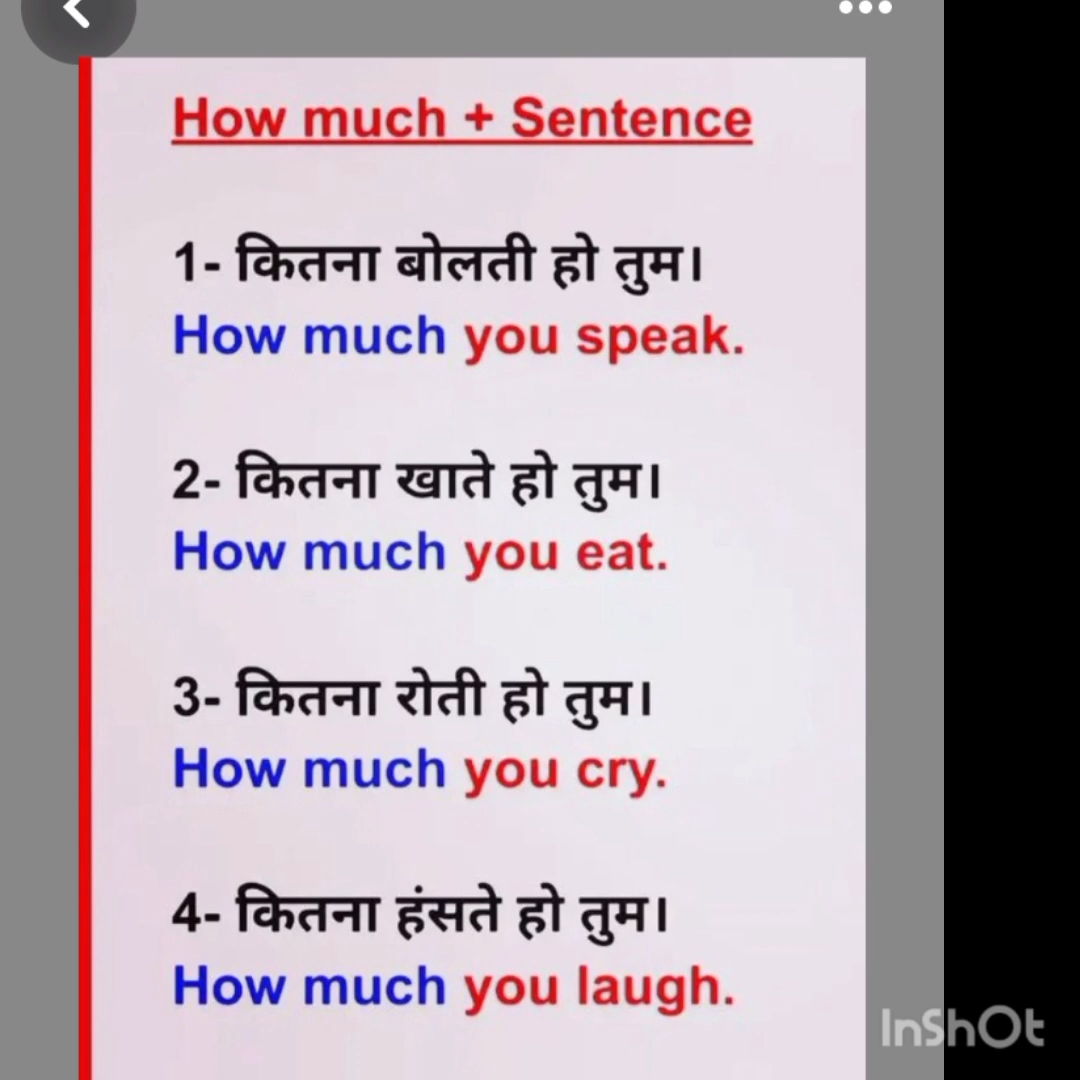 How much + Sentence
1- कितना बोलती हो तुम।
How much you speak.
2- कितना खाते हो तुम।
How much you eat.
3- कितना रोती हो तुम।
How much you cry.
4- कितना हंसते हो तुम।
How much you laugh.
InShOt